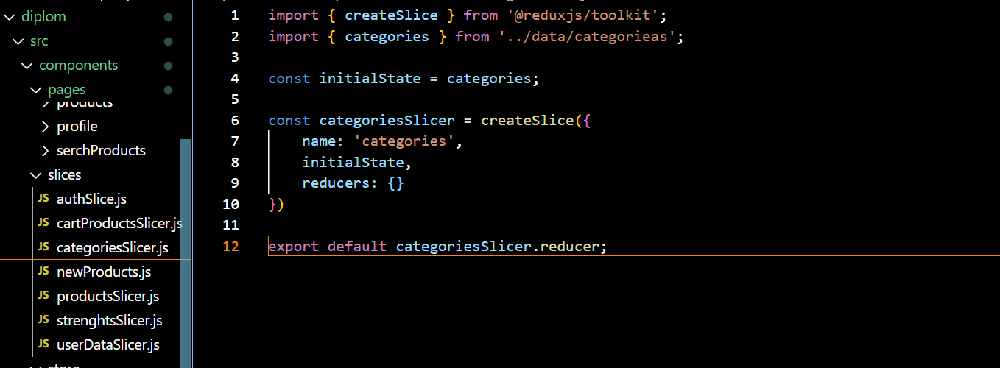 diplom
src
components
pages
products
profile
serchProducts
slices
JS authSlice.js
JS cartProductsSlicer.js
JS categoriesSlicer.js
JS newProducts.js
JS productsSlicer.js
JS strenghtsSlicer.js
JS userDataSlicer.js
store
1 import { createSlice } from '@reduxjs/toolkit';
2 import { categories } from '../data/categorieas';
3
4 const initialState = categories;
5
6 const categoriesSlicer = createSlice({
7 name: 'categories',
8 initialState,
9 reducers: {}
10 })
11
12 export default categoriesSlicer.reducer;